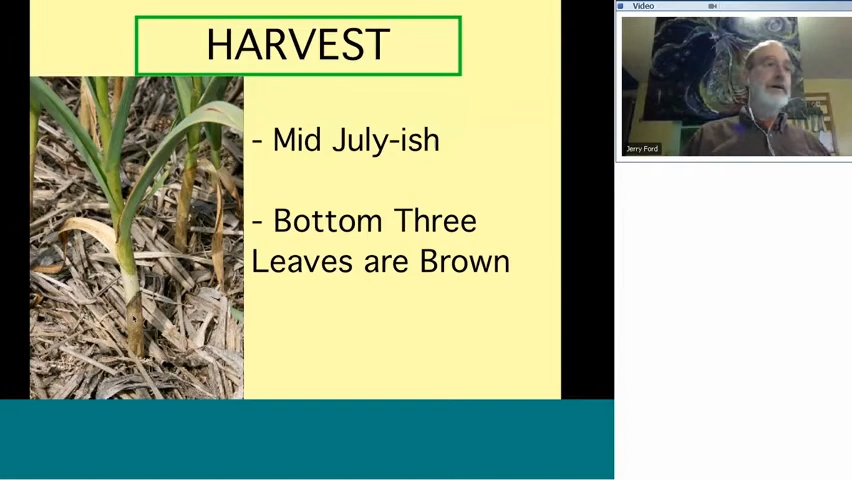 HARVEST
- Mid July-ish
- Bottom Three
Leaves are Brown
Video
Jerry Ford